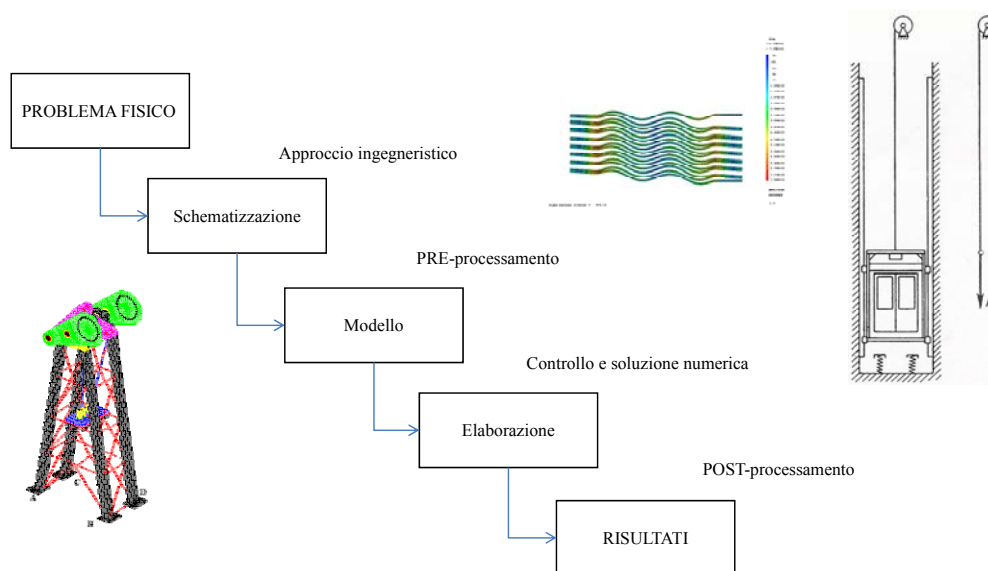 PROBLEMA FISICO
Approccio ingegneristico
Schematizzazione
PRE-processamento
Modello
Controllo e soluzione numerica
Elaborazione
POST-processamento
RISULTATI
A
C
D
B